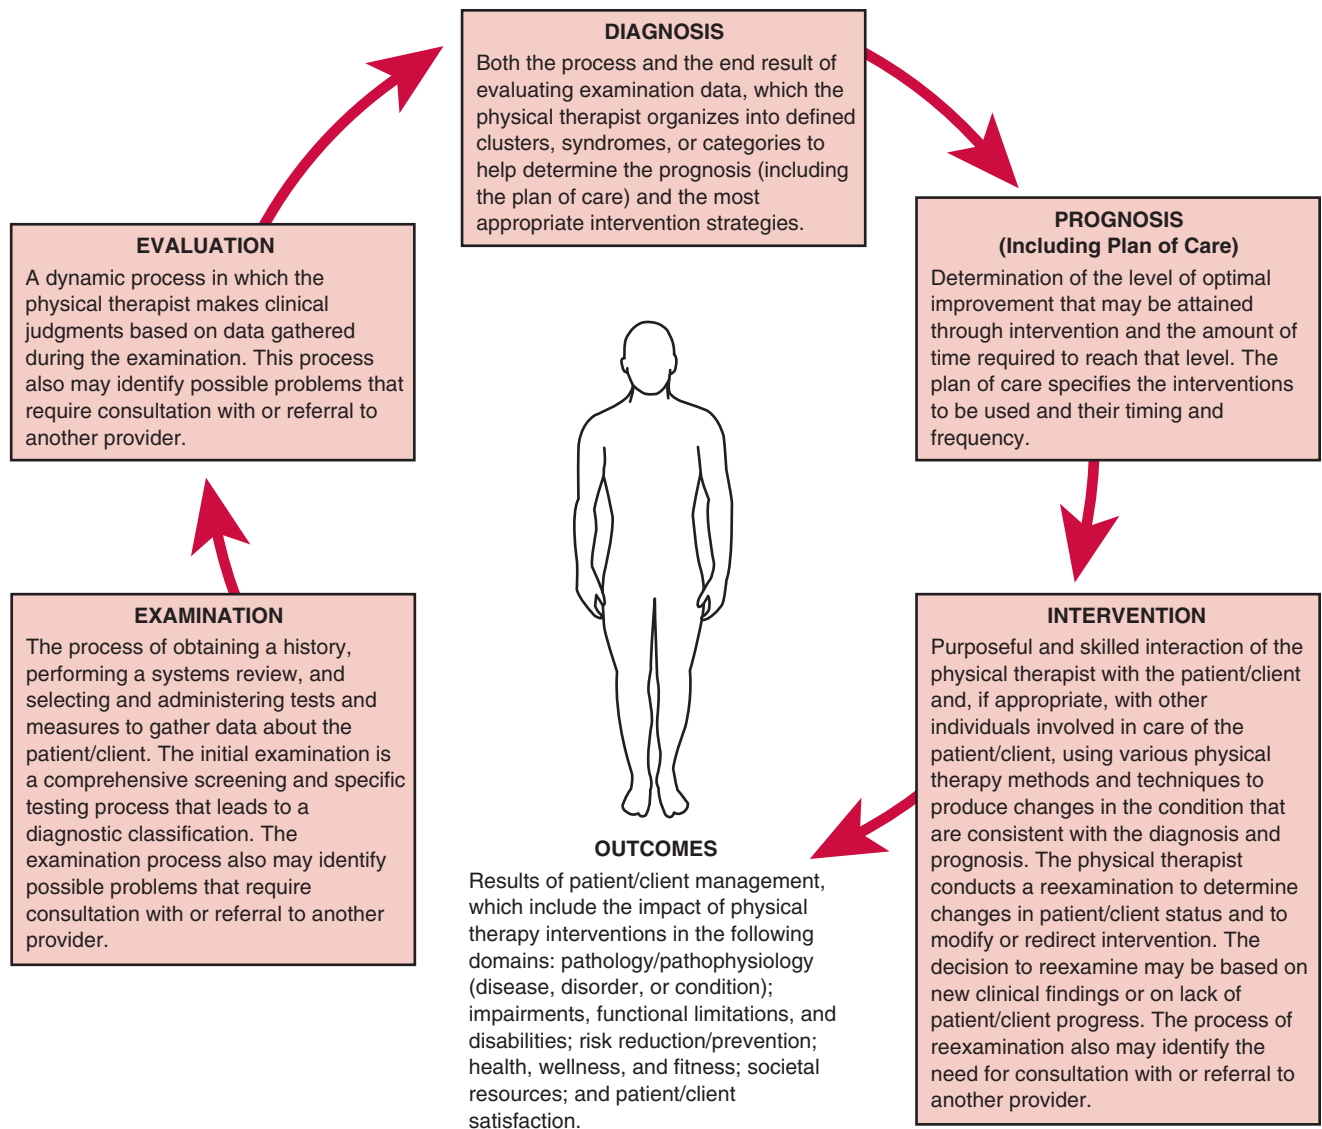 DIAGNOSIS
Both the process and the end result of
evaluating examination data, which the
physical therapist organizes into defined
clusters, syndromes, or categories to
help determine the prognosis (including
the plan of care) and the most
appropriate intervention strategies.
EVALUATION
A dynamic process in which the
physical therapist makes clinical
judgments based on data gathered
during the examination. This process
also may identify possible problems that
require consultation with or referral to
another provider.
PROGNOSIS
(Including Plan of Care)
Determination of the level of optimal
improvement that may be attained
through intervention and the amount of
time required to reach that level. The
plan of care specifies the interventions
to be used and their timing and
frequency.
EXAMINATION
The process of obtaining a history,
performing a systems review, and
selecting and administering tests and
measures to gather data about the
patient/client. The initial examination is
a comprehensive screening and specific
testing process that leads to a
diagnostic classification. The
examination process also may identify
possible problems that require
consultation with or referral to another
provider.
INTERVENTION
Purposeful and skilled interaction of the
physical therapist with the patient/client
and, if appropriate, with other
individuals involved in care of the
patient/client, using various physical
therapy methods and techniques to
produce changes in the condition that
are consistent with the diagnosis and
prognosis. The physical therapist
conducts a reexamination to determine
changes in patient/client status and to
modify or redirect intervention. The
decision to reexamine may be based on
new clinical findings or on lack of
patient/client progress. The process of
reexamination also may identify the
need for consultation with or referral to
another provider.
OUTCOMES
Results of patient/client management,
which include the impact of physical
therapy interventions in the following
domains: pathology/pathophysiology
(disease, disorder, or condition);
impairments, functional limitations, and
disabilities; risk reduction/prevention;
health, wellness, and fitness; societal
resources; and patient/client
satisfaction.